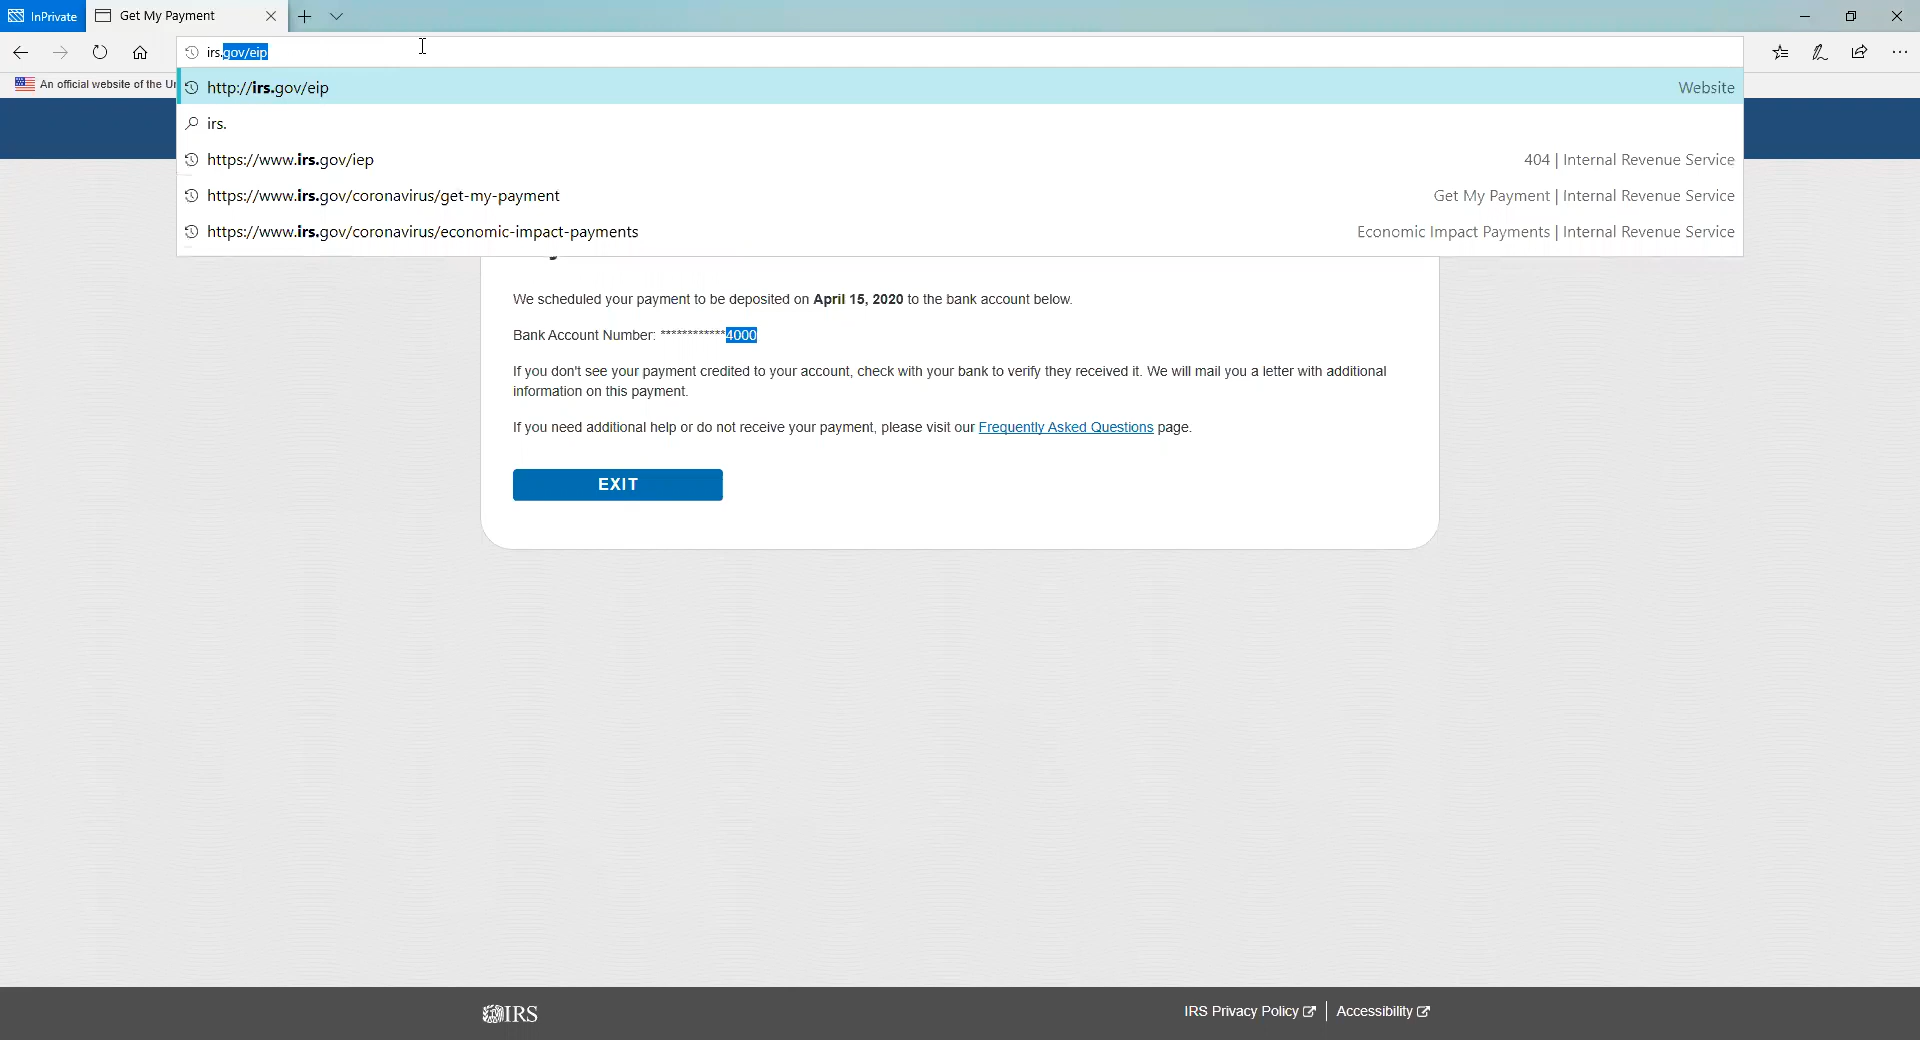 InPrivate
Get My Payment
irs.gov/eip
http://irs.gov/eip Website
irs.
https://www.irs.gov/iep 404 | Internal Revenue Service
https://www.irs.gov/coronavirus/get-my-payment Get My Payment | Internal Revenue Service
https://www.irs.gov/coronavirus/economic-impact-payments Economic Impact Payments | Internal Revenue Service
An official website of the
We scheduled your payment to be deposited on April 15, 2020 to the bank account below.
Bank Account Number: ************4000
If you don't see your payment credited to your account, check with your bank to verify they received it. We will mail you a letter with additional
information on this payment.
If you need additional help or do not receive your payment, please visit our Frequently Asked Questions page.
EXIT
IRS
IRS Privacy Policy
Accessibility